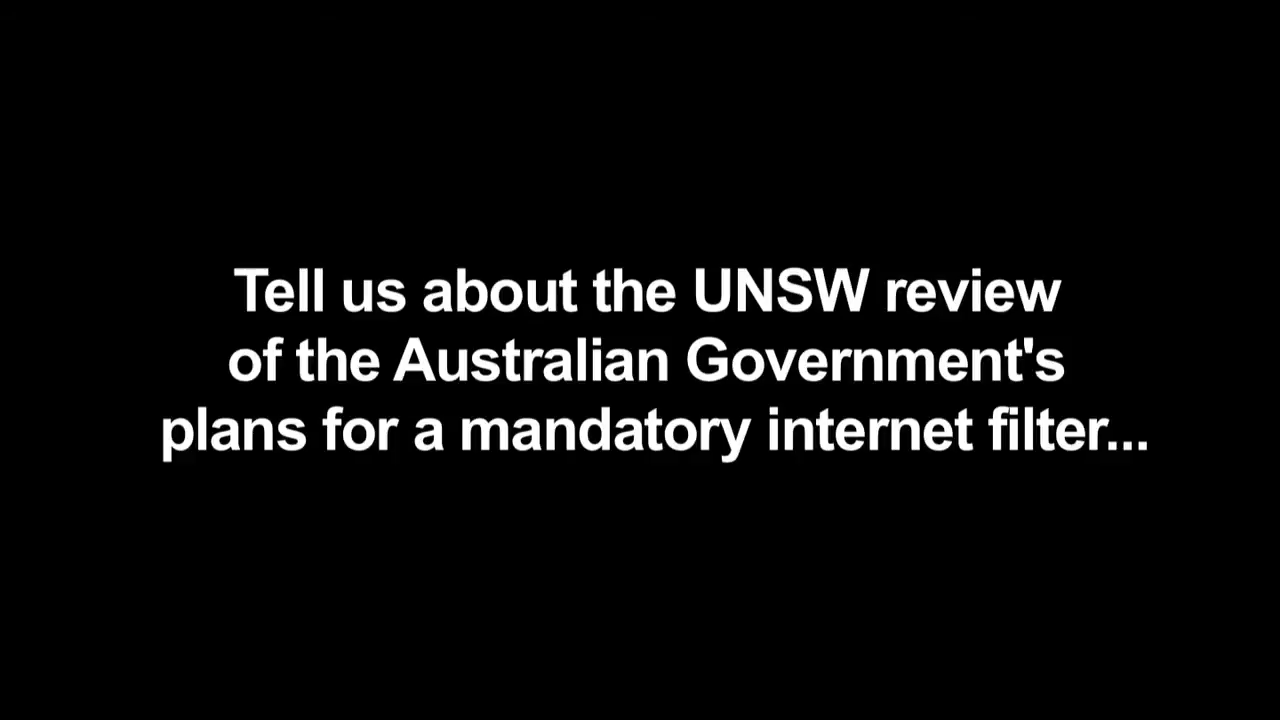 Tell us about the UNSW review
of the Australian Government's
plans for a mandatory internet filter...